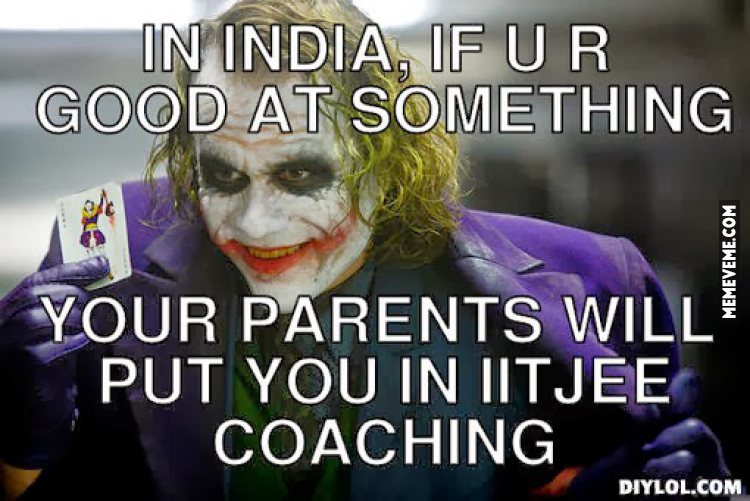 IN INDIA, IF U R
GOOD AT SOMETHING
MEMEVEME.COM
YOUR PARENTS WILL
PUT YOU IN IITJEE
COACHING
DIYLOL.COM